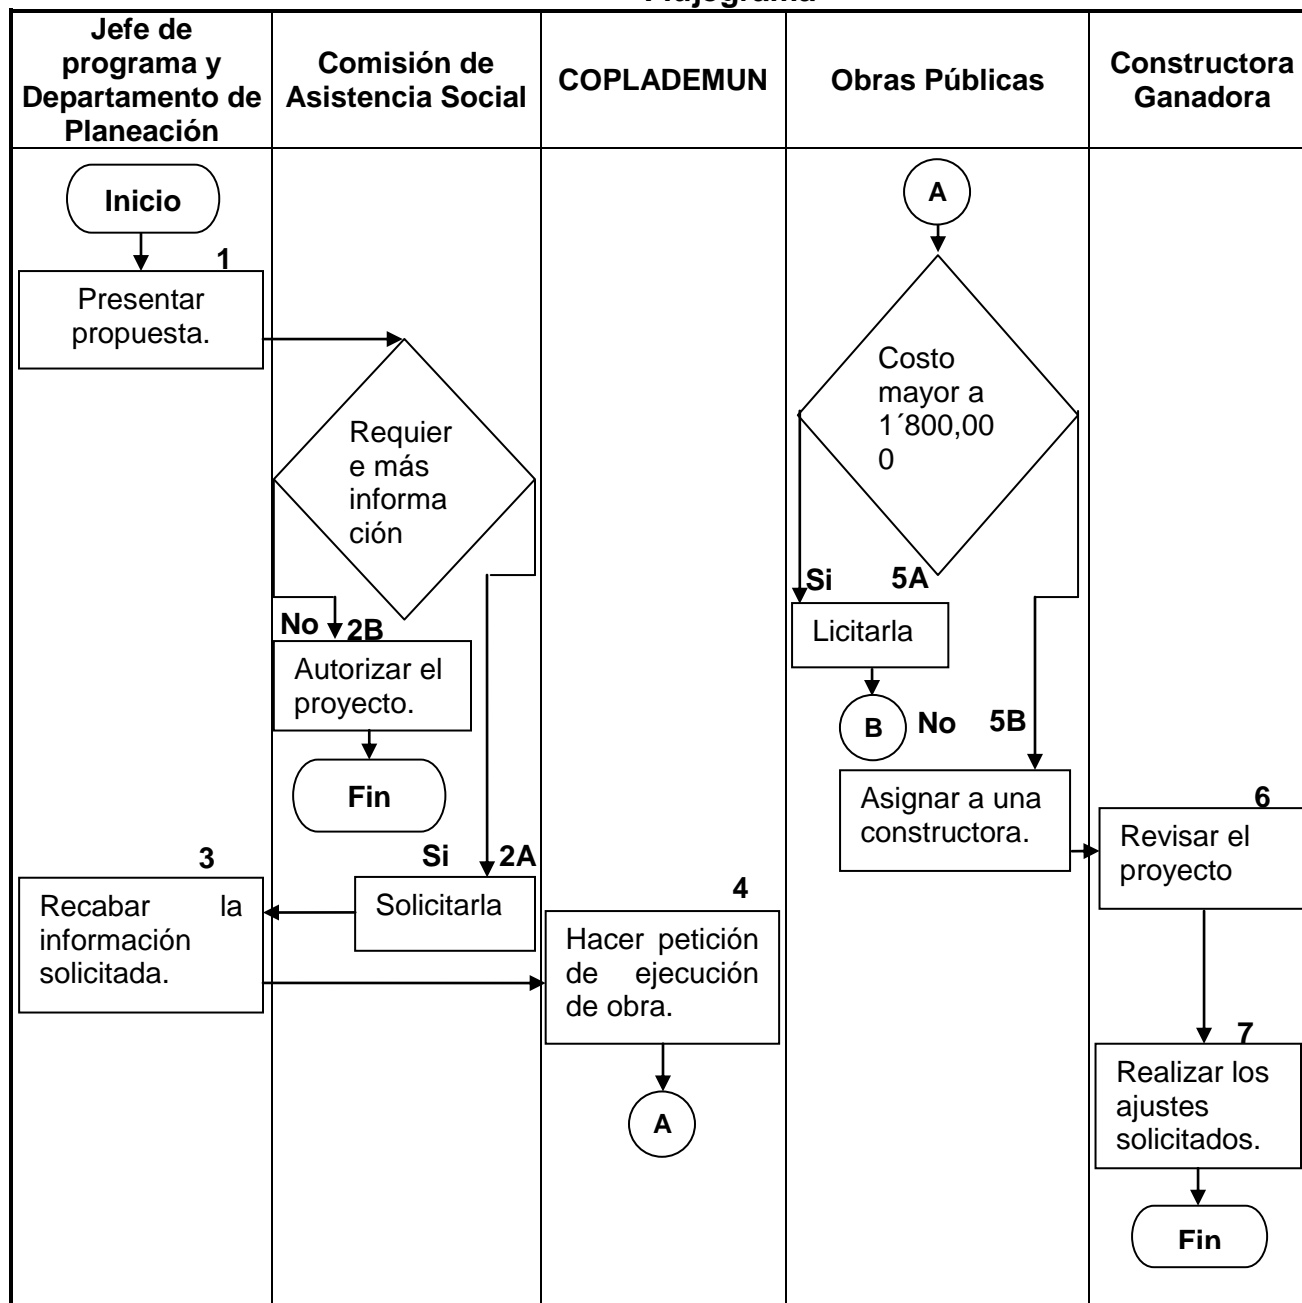 Flujograma
Jefe de
programa y
Departamento de
Planeación
Comisión de
Asistencia Social
COPLADEMUN
Obras Públicas
Constructora
Ganadora
Inicio
1
Presentar
propuesta.
3
Recabar la
información
solicitada.
Requier
e más
informa
ción
No
2B
Autorizar el
proyecto.
Fin
Si
2A
Solicitarla
4
Hacer petición
de ejecución
de obra.
A
A
Costo
mayor a
1´800,00
0
Si
5A
Licitarla
B
No
5B
Asignar a una
constructora.
6
Revisar el
proyecto
7
Realizar los
ajustes
solicitados.
Fin